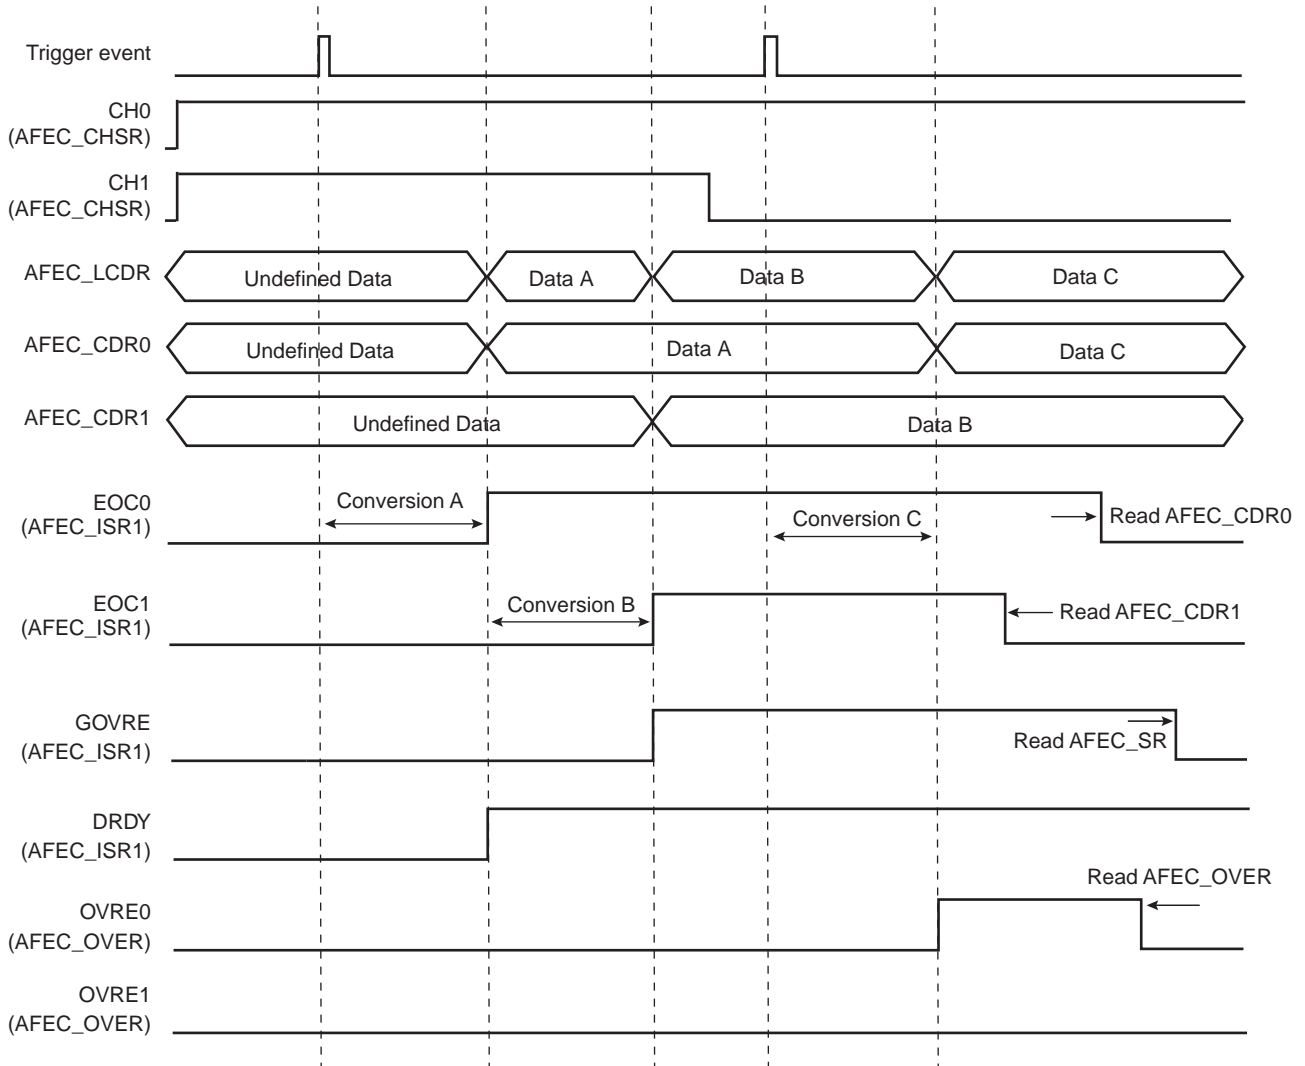 Trigger event
CH0
(AFEC_CHSR)
CH1
(AFEC_CHSR)
AFEC_LCDR
Undefined Data
Data A
Data B
Data C
AFEC_CDR0
Undefined Data
Data A
Data C
AFEC_CDR1
Undefined Data
Data B
EOC0
(AFEC_ISR1)
Conversion A
Conversion C
Read AFEC_CDR0
EOC1
(AFEC_ISR1)
Conversion B
Read AFEC_CDR1
GOVRE
(AFEC_ISR1)
Read AFEC_SR
DRDY
(AFEC_ISR1)
Read AFEC_OVER
OVRE0
(AFEC_OVER)
OVRE1
(AFEC_OVER)